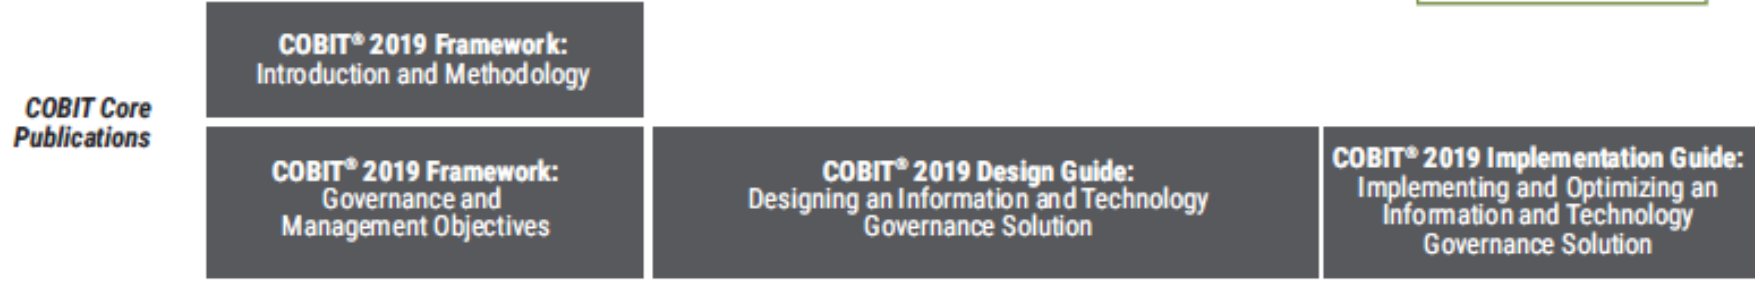 COBIT Core
Publications
COBIT® 2019 Framework:
Introduction and Methodology
COBIT® 2019 Framework:
Governance and
Management Objectives
COBIT® 2019 Design Guide:
Designing an Information and Technology
Governance Solution
COBIT® 2019 Implementation Guide:
Implementing and Optimizing an
Information and Technology
Governance Solution